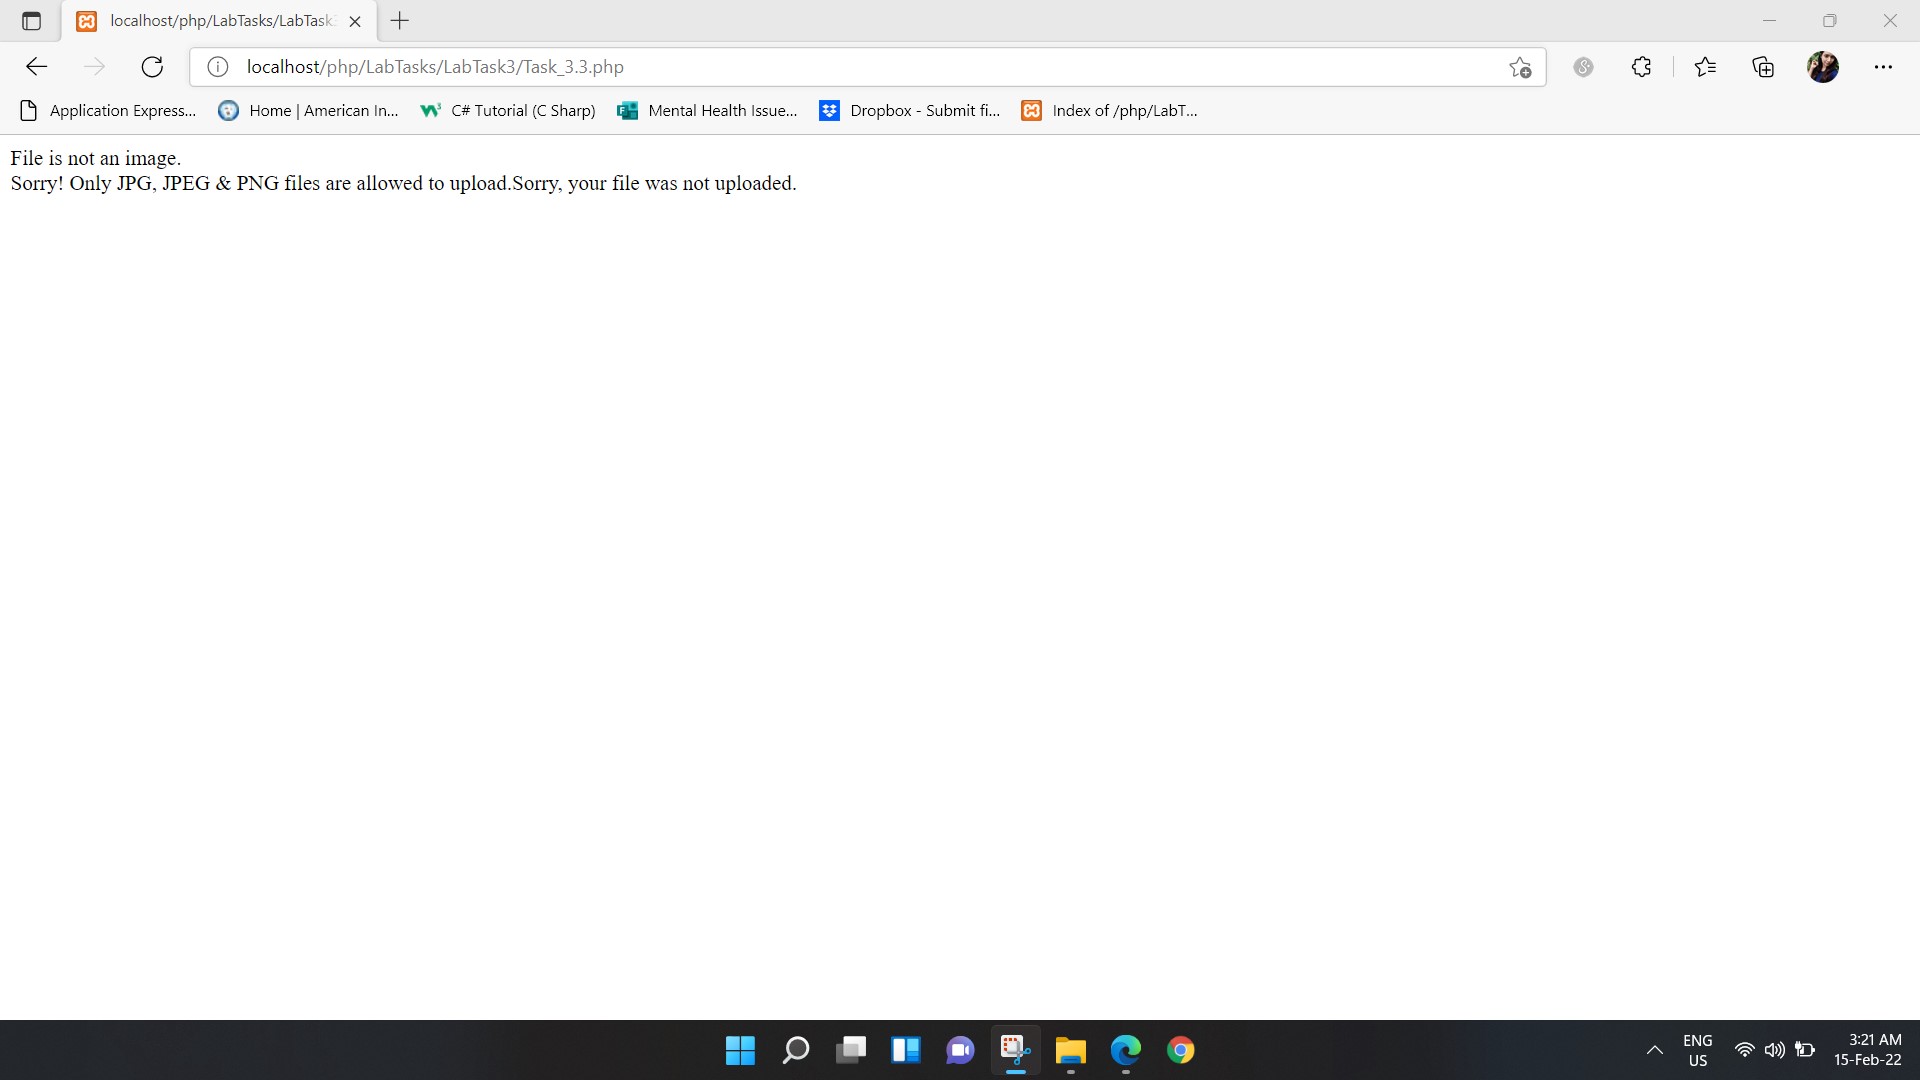 localhost/php/LabTasks/LabTask
localhost/php/LabTasks/LabTask3/Task_3.3.php
Application Express... Home | American In... C# Tutorial (C Sharp) Mental Health Issue... Dropbox - Submit fi... Index of /php/LabT...
File is not an image.
Sorry! Only JPG, JPEG & PNG files are allowed to upload.Sorry, your file was not uploaded.
ENG
US
3:21 AM
15-Feb-22